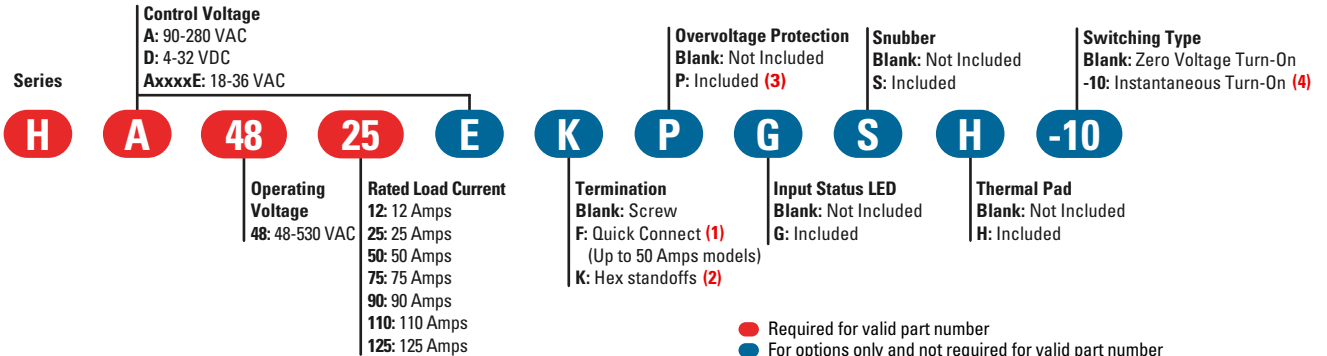 Control Voltage
A: 90-280 VAC
D: 4-32 VDC
AxxxxE: 18-36 VAC
Overvoltage Protection
Blank: Not Included
P: Included (3)
Snubber
Blank: Not Included
S: Included
Switching Type
Blank: Zero Voltage Turn-On
-10: Instantaneous Turn-On (4)
Series
H A 48 25 E K P G S H -10
Operating
Voltage
48: 48-530 VAC
Rated Load Current
12: 12 Amps
25: 25 Amps
50: 50 Amps
75: 75 Amps
90: 90 Amps
110: 110 Amps
125: 125 Amps
Termination
Blank: Screw
F: Quick Connect (1)
(Up to 50 Amps models)
K: Hex standoffs (2)
Input Status LED
Blank: Not Included
G: Included
Thermal Pad
Blank: Not Included
H: Included
Required for valid part number
For options only and not required for valid part number